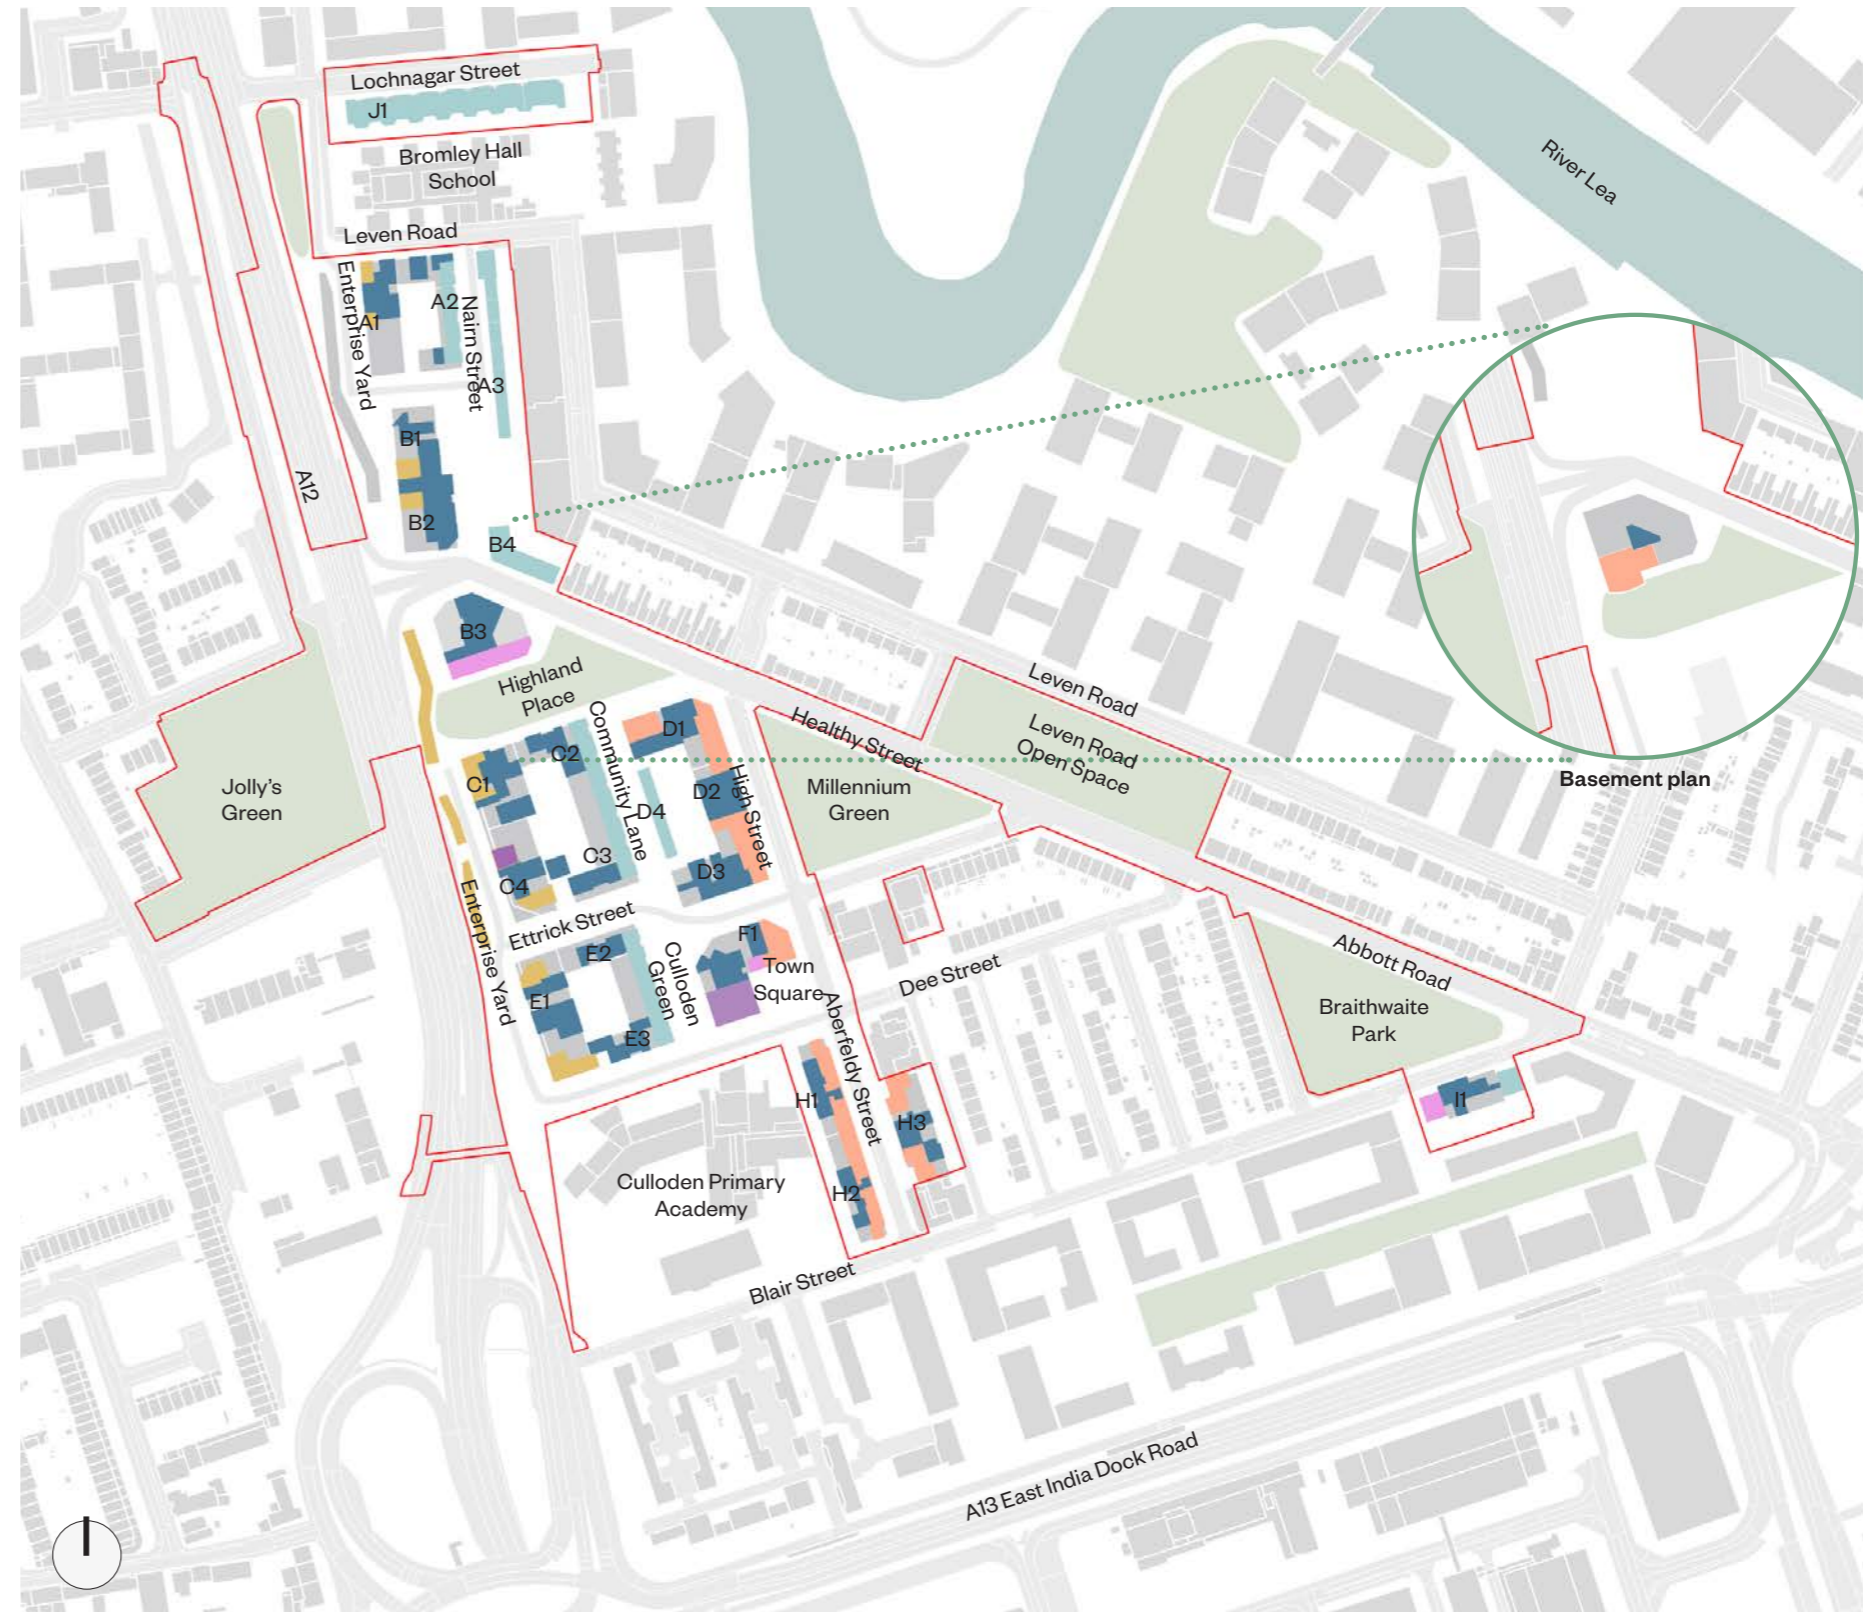 Lochnagar Street
J1
Bromley Hall
School
Leven Road
River Lea
Enterprise Yard
A1
A2
Nairn Street
A3
A12
B1
B2
B4
B3
Highland
Place
Community Lane
Leven Road
Leven Road
Open Space
Healthy Street
Basement plan
Jolly's
Green
Millennium
Green
C1
C2
C3
C4
D1
D2
D3
D4
High Street
Enterprise Yard
Ettrick Street
E1
E2
E3
Culloden
Green
F1
Town
Square
Dee Street
Abbott Road
Braithwaite
Park
Aberfeldy Street
H1
H2
H3
I1
Culloden Primary
Academy
Blair Street
A13 East India Dock Road